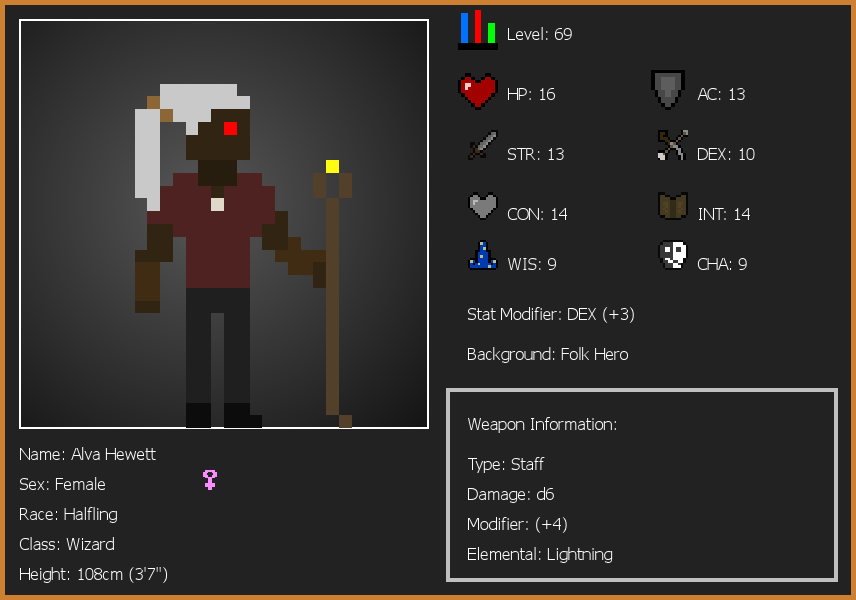 Level: 69
HP: 16
AC: 13
STR: 13
DEX: 10
CON: 14
INT: 14
WIS: 9
CHA: 9
Stat Modifier: DEX (+3)
Background: Folk Hero
Weapon Information:
Type: Staff
Damage: d6
Modifier: (+4)
Elemental: Lightning
Name: Alva Hewett
Sex: Female
Race: Halfling
Class: Wizard
Height: 108cm (3'7")